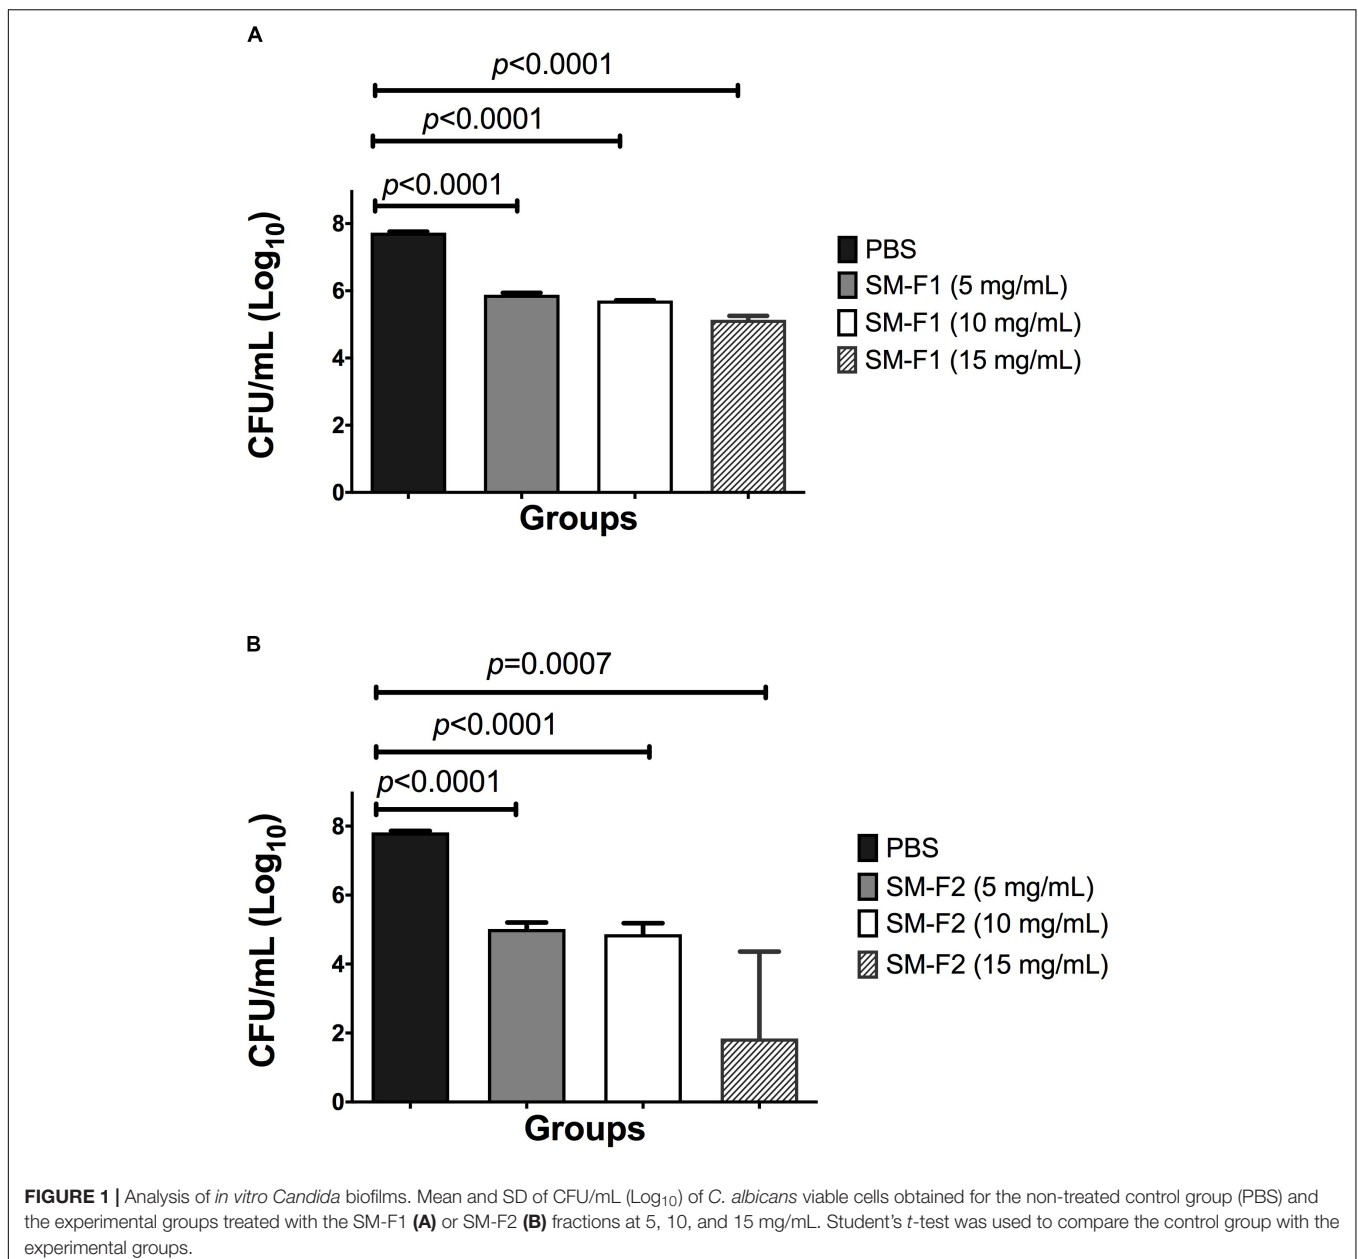 A
p<0.0001
p<0.0001
p<0.0001
CFU/mL (Log10)
8
6
4
2
0
Groups
PBS
SM-F1 (5 mg/mL)
SM-F1 (10 mg/mL)
SM-F1 (15 mg/mL)
B
p=0.0007
p<0.0001
p<0.0001
CFU/mL (Log10)
8
6
4
2
0
Groups
PBS
SM-F2 (5 mg/mL)
SM-F2 (10 mg/mL)
SM-F2 (15 mg/mL)
FIGURE 1 | Analysis of in vitro Candida biofilms. Mean and SD of CFU/mL (Log10) of C. albicans viable cells obtained for the non-treated control group (PBS) and
the experimental groups treated with the SM-F1 (A) or SM-F2 (B) fractions at 5, 10, and 15 mg/mL. Student's t-test was used to compare the control group with the
experimental groups.